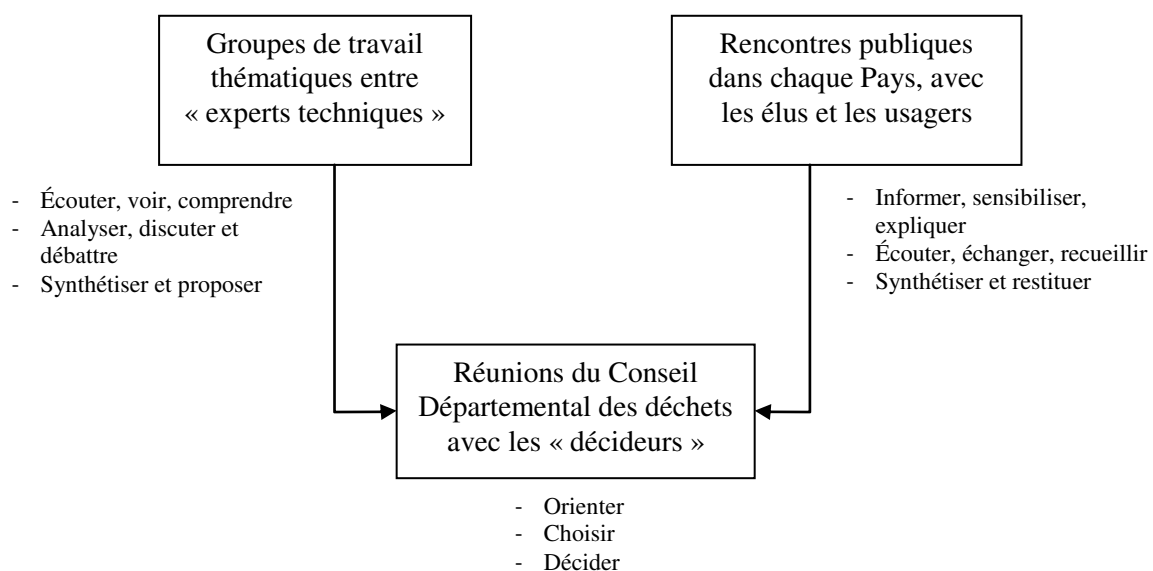 Groupes de travail
thématiques entre
« experts techniques »
Rencontres publiques
dans chaque Pays, avec
les élus et les usagers
- Écouter, voir, comprendre
- Analyser, discuter et
débattre
- Synthétiser et proposer
- Informer, sensibiliser,
expliquer
- Écouter, échanger, recueillir
- Synthétiser et restituer
Réunions du Conseil
Départemental des déchets
avec les « décideurs »
- Orienter
- Choisir
- Décider